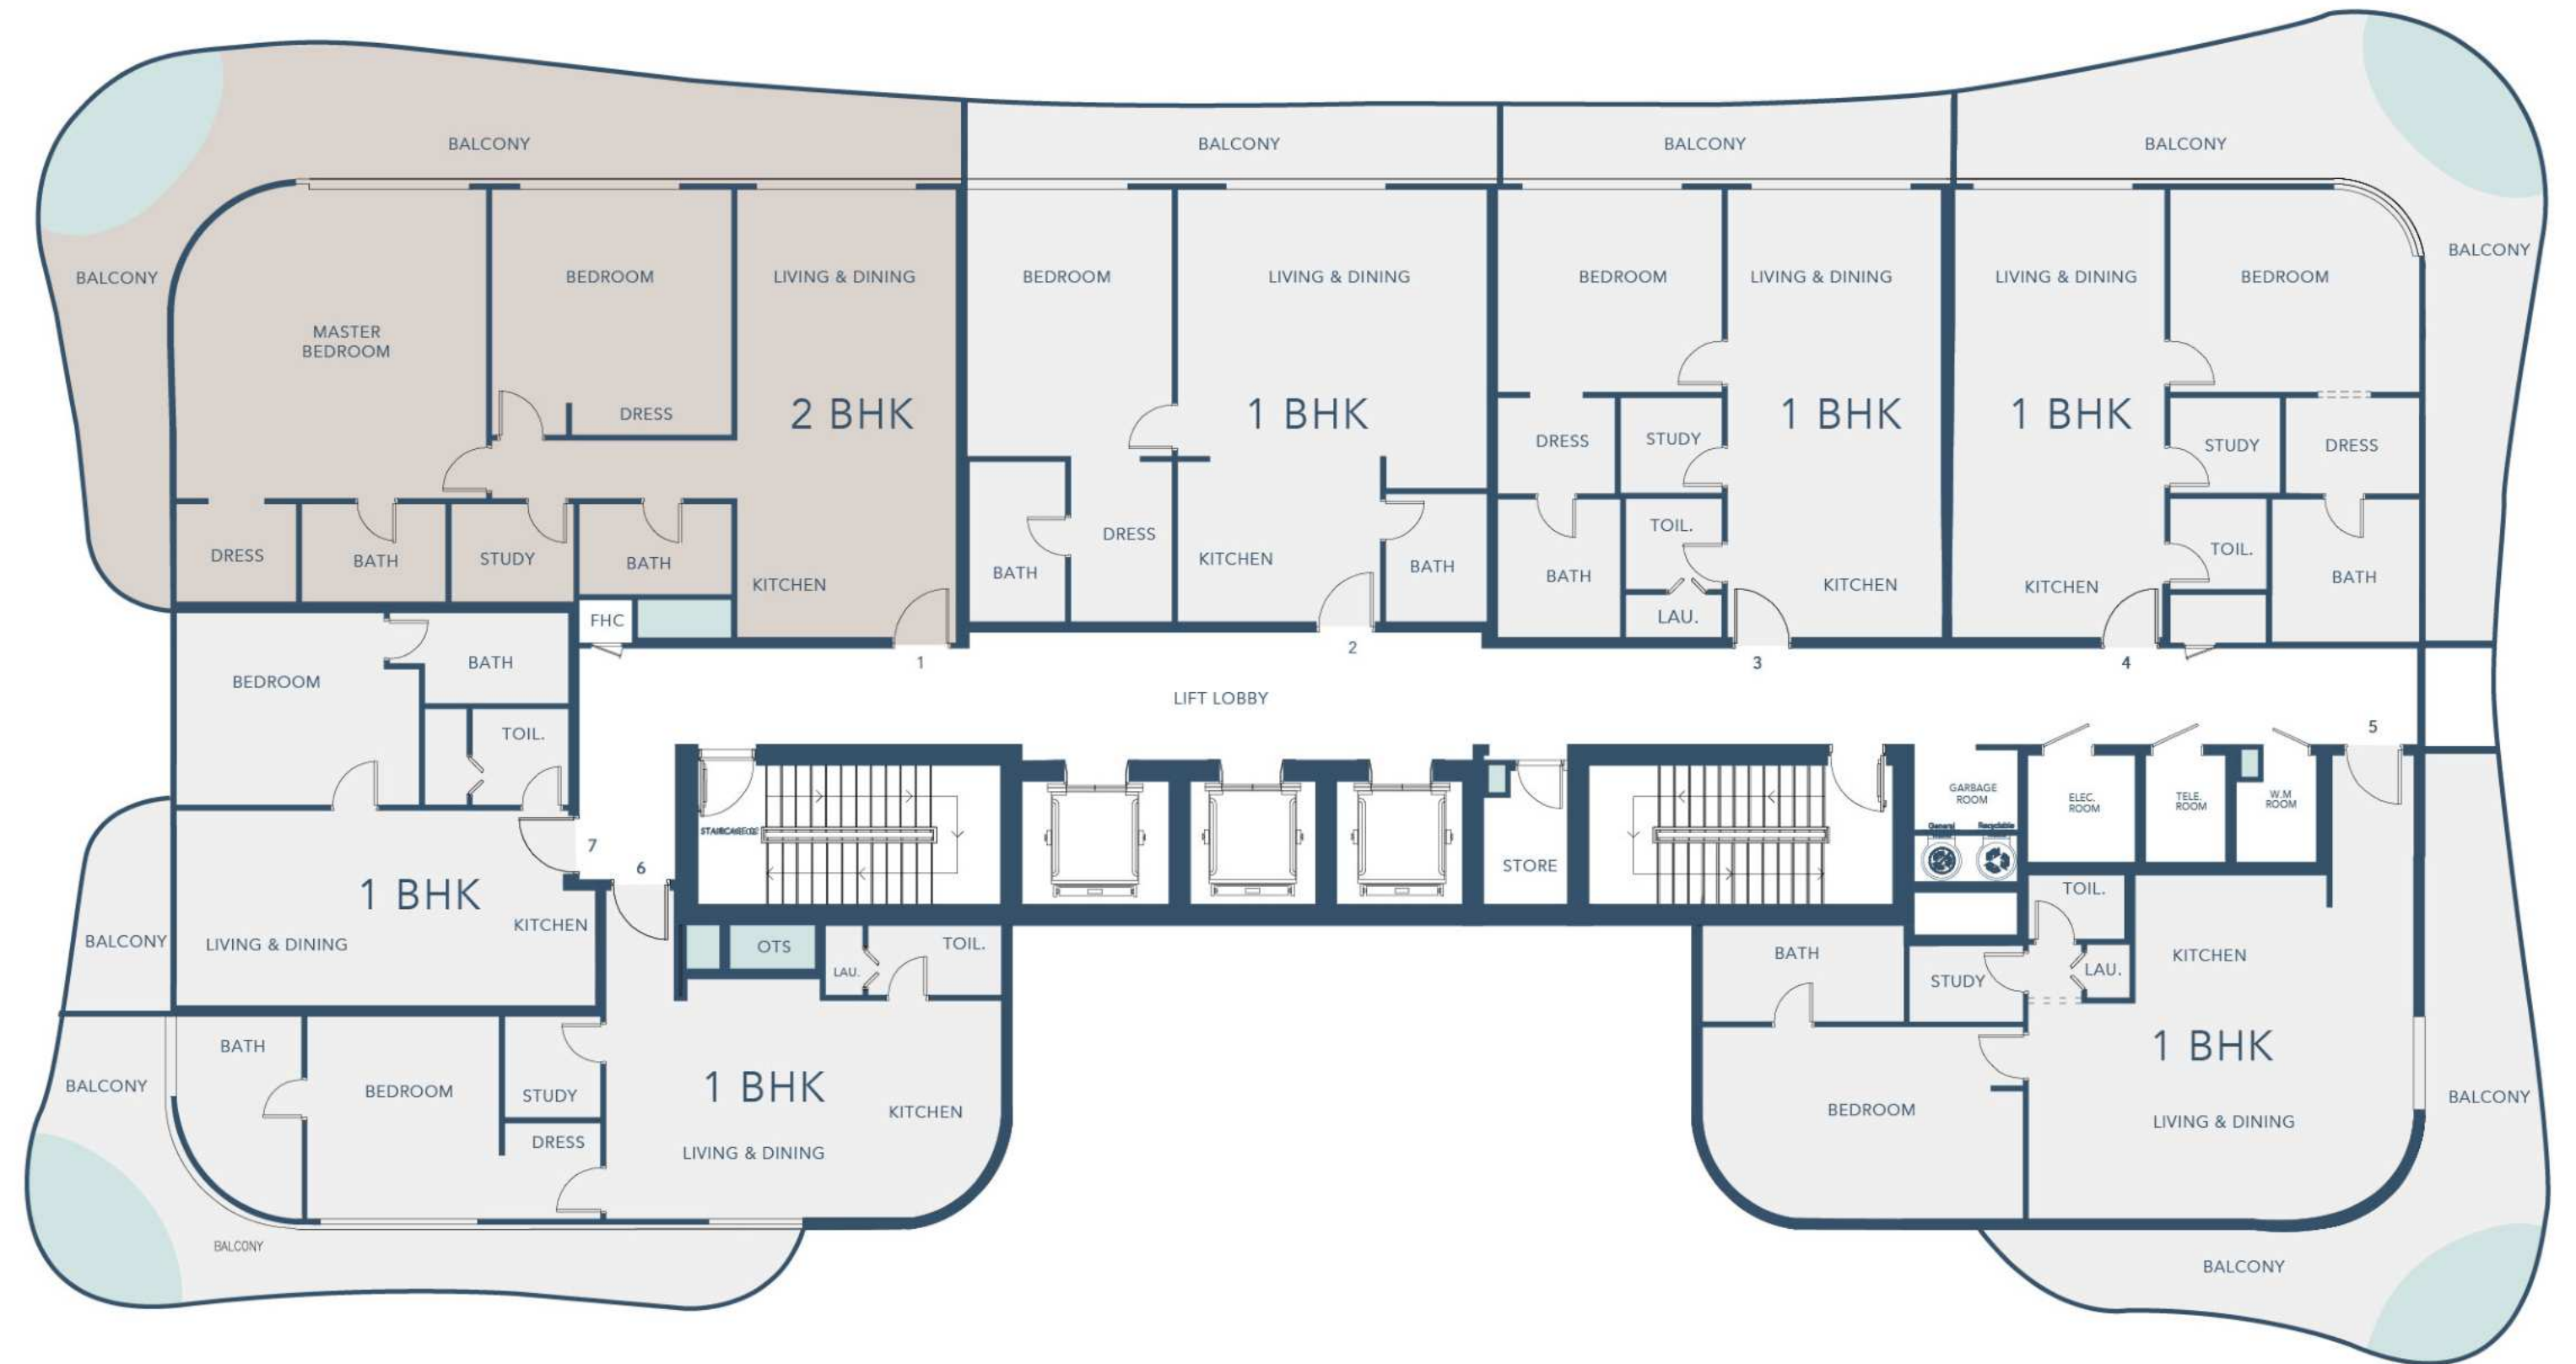 BALCONY
BALCONY
BALCONY
BALCONY
BALCONY
BEDROOM
LIVING & DINING
BEDROOM
LIVING & DINING
BEDROOM
LIVING & DINING
LIVING & DINING
BEDROOM
BALCONY
MASTER
BEDROOM
DRESS
2 BHK
1 BHK
1 BHK
1 BHK
DRESS
STUDY
STUDY
DRESS
DRESS
BATH
STUDY
BATH
KITCHEN
BATH
DRESS
KITCHEN
BATH
BATH
TOIL.
LAU.
KITCHEN
KITCHEN
TOIL.
BATH
FHC
1
2
3
4
BEDROOM
BATH
TOIL.
LIFT LOBBY
5
GARBAGE
ROOM
ELEC.
ROOM
TELE.
ROOM
W.M
ROOM
General
Recyclable
7
6
STORE
1 BHK
KITCHEN
LIVING & DINING
BALCONY
OTS
LAU.
TOIL.
TOIL.
BATH
STUDY
LAU.
KITCHEN
BATH
BALCONY
BEDROOM
STUDY
DRESS
1 BHK
KITCHEN
LIVING & DINING
1 BHK
BEDROOM
LIVING & DINING
BALCONY
BALCONY
BALCONY